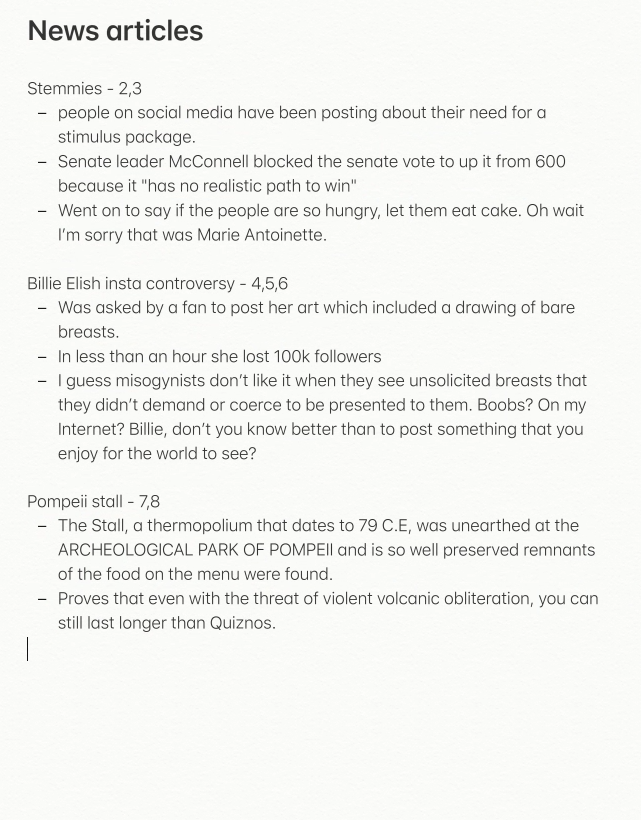 News articles
Stemmies - 2,3
– people on social media have been posting about their need for a
stimulus package.
– Senate leader McConnell blocked the senate vote to up it from 600
because it "has no realistic path to win"
– Went on to say if the people are so hungry, let them eat cake. Oh wait
I'm sorry that was Marie Antoinette.
Billie Elish insta controversy - 4,5,6
– Was asked by a fan to post her art which included a drawing of bare
breasts.
– In less than an hour she lost 100k followers
– I guess misogynists don't like it when they see unsolicited breasts that
they didn't demand or coerce to be presented to them. Boobs? On my
Internet? Billie, don't you know better than to post something that you
enjoy for the world to see?
Pompeii stall - 7,8
– The Stall, a thermopolium that dates to 79 C.E, was unearthed at the
ARCHEOLOGICAL PARK OF POMPEII and is so well preserved remnants
of the food on the menu were found.
– Proves that even with the threat of violent volcanic obliteration, you can
still last longer than Quiznos.